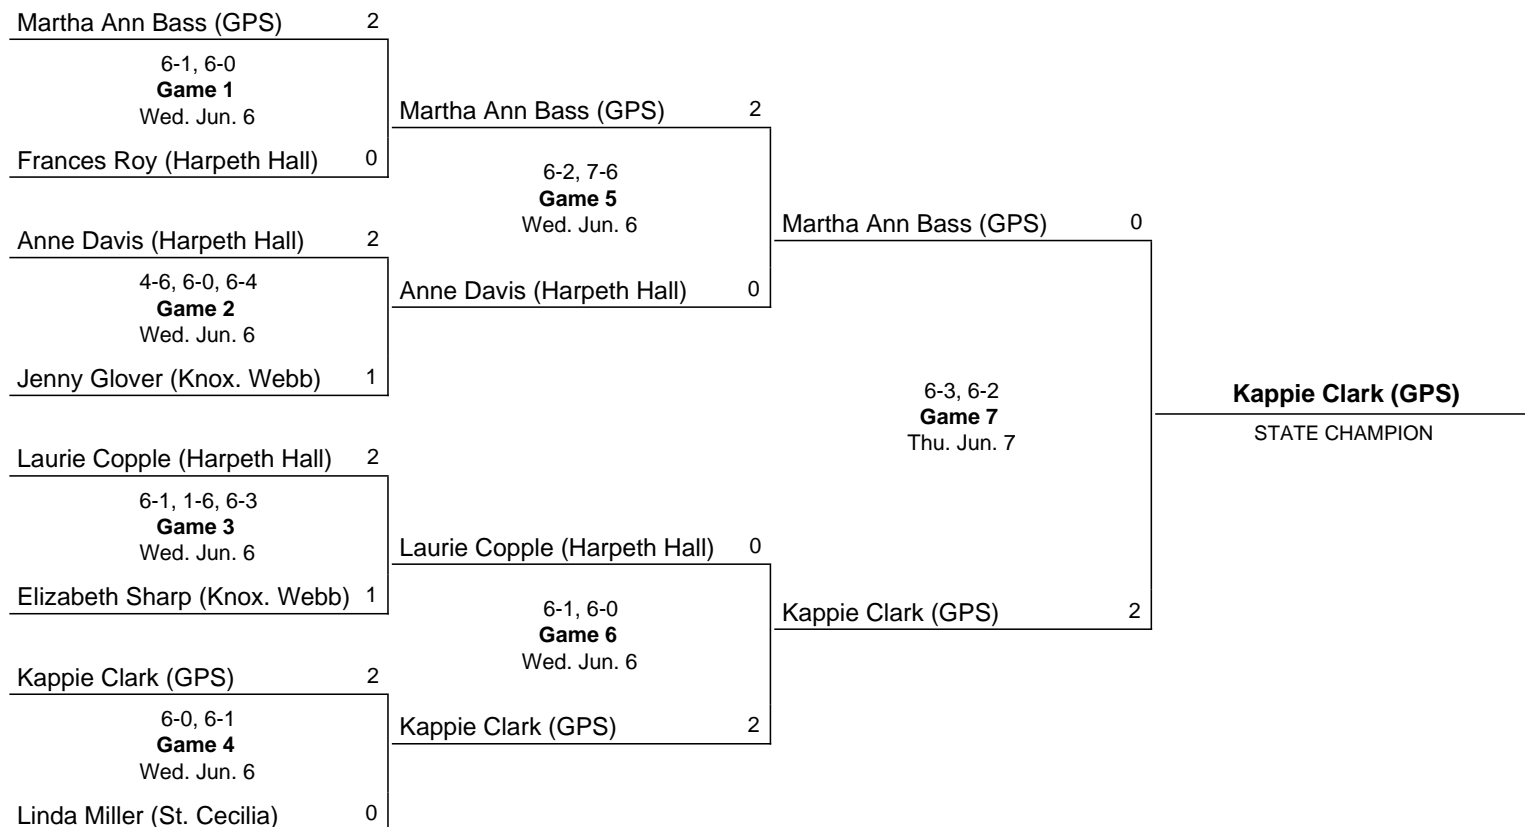 Martha Ann Bass (GPS) 2
6-1, 6-0
Game 1
Wed. Jun. 6
Frances Roy (Harpeth Hall) 0
Anne Davis (Harpeth Hall) 2
4-6, 6-0, 6-4
Game 2
Wed. Jun. 6
Jenny Glover (Knox. Webb) 1
Laurie Copple (Harpeth Hall) 2
6-1, 1-6, 6-3
Game 3
Wed. Jun. 6
Elizabeth Sharp (Knox. Webb) 1
Kappie Clark (GPS) 2
6-0, 6-1
Game 4
Wed. Jun. 6
Linda Miller (St. Cecilia) 0
Martha Ann Bass (GPS) 2
6-2, 7-6
Game 5
Wed. Jun. 6
Anne Davis (Harpeth Hall) 0
Laurie Copple (Harpeth Hall) 0
6-1, 6-0
Game 6
Wed. Jun. 6
Kappie Clark (GPS) 2
Martha Ann Bass (GPS) 0
6-3, 6-2
Game 7
Thu. Jun. 7
Kappie Clark (GPS) 2
Kappie Clark (GPS)
STATE CHAMPION